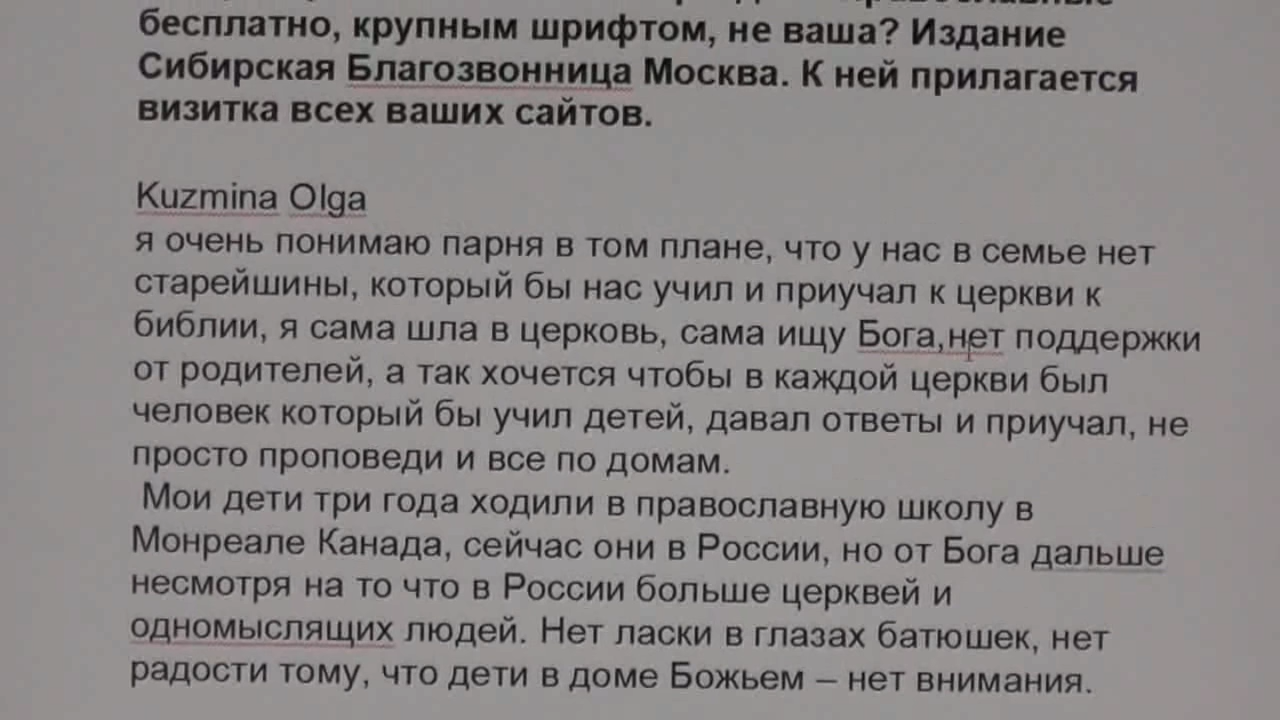 бесплатно, крупным шрифтом, не ваша? Издание
Сибирская Благозвонница Москва. К ней прилагается
визитка всех ваших сайтов.
Kuzmina Olga
я очень понимаю парня в том плане, что у нас в семье нет
старейшины, который бы нас учил и приучал к церкви к
библии, я сама шла в церковь, сама ищу Бога,нет поддержки
от родителей, а так хочется чтобы в каждой церкви был
человек который бы учил детей, давал ответы и приучал, не
просто проповеди и все по домам.
Мои дети три года ходили в православную школу в
Монреале Канада, сейчас они в России, но от Бога дальше
несмотря на то что в России больше церквей и
одномыслящих людей. Нет ласки в глазах батюшек, нет
радости тому, что дети в доме Божьем – нет внимания.